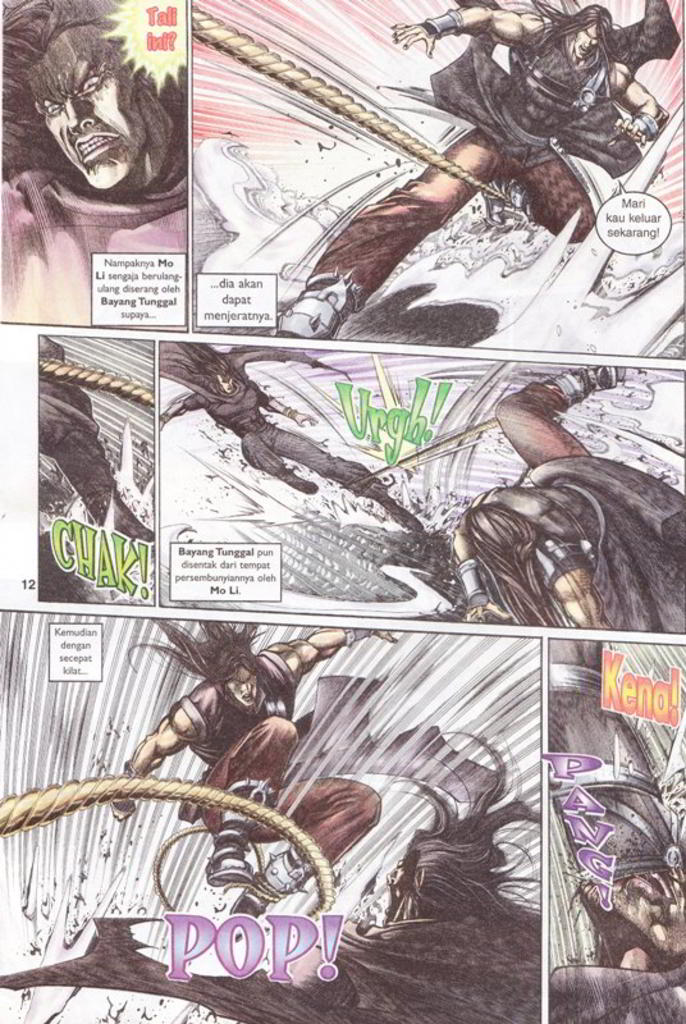 Tali
ini?
Nampaknya Mo
Li sengaja berulang-
ulang diserang oleh
Bayang Tunggal
supaya...
...dia akan
dapat
menjeratnya.
Mari
kau keluar
sekarang!
CHAK!
Urgh!
Bayang Tunggal pun
disentak dari tempat
persembunyiannya oleh
Mo Li.
12
Kemudian
dengan
secepat
kilat...
POP!
Kena!
PANG